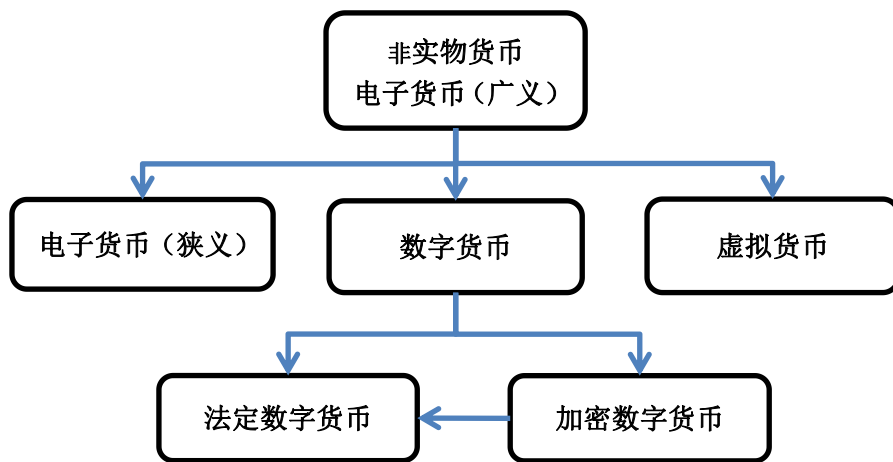 非实物货币
电子货币（广义）
电子货币（狭义）
数字货币
虚拟货币
法定数字货币
加密数字货币